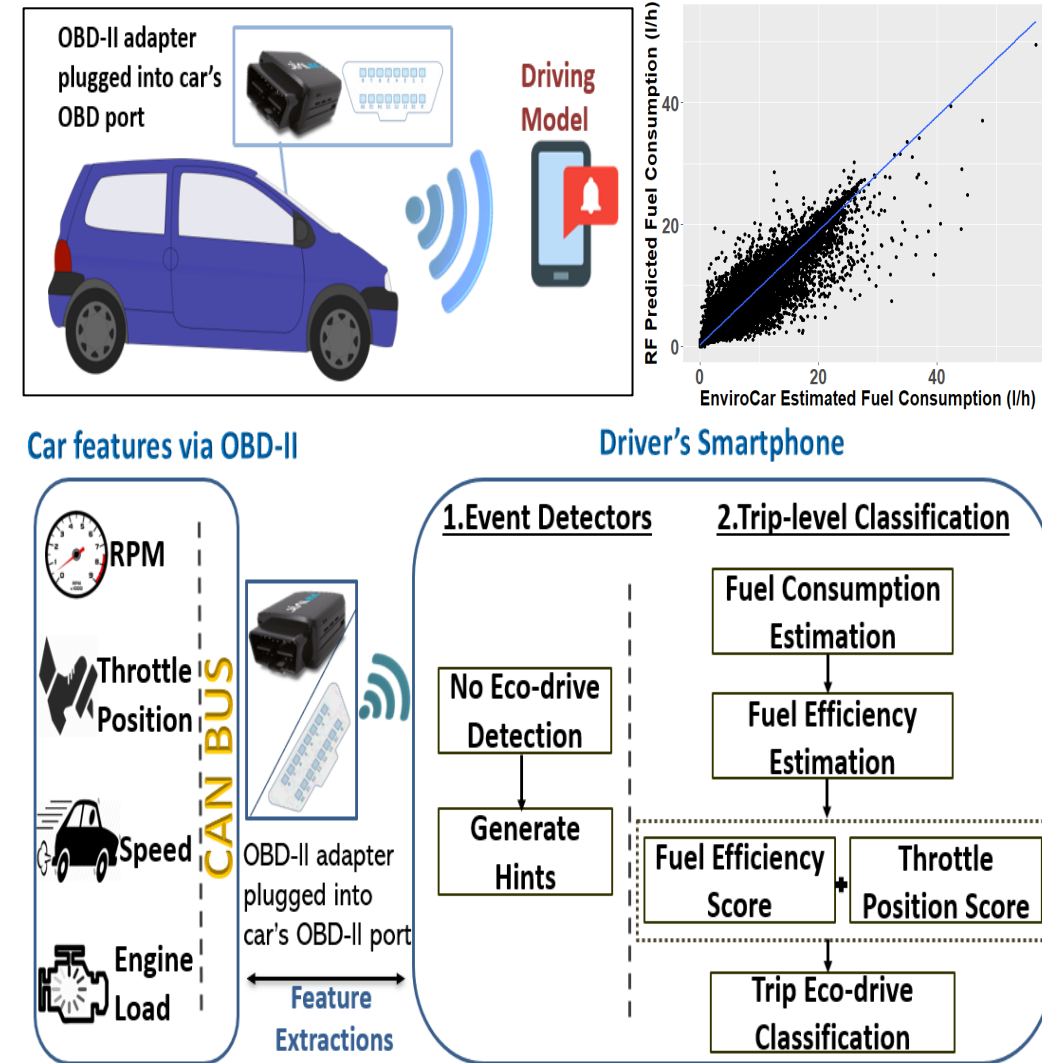 OBD-II adapter
plugged into car's
OBD port
Driving
Model
RF Predicted Fuel Consumption (l/h)
40
20
0
0
20
40
EnviroCar Estimated Fuel Consumption (l/h)
Car features via OBD-II
Driver's Smartphone
RPM
Throttle
Position
Speed
Engine
Load
CAN BUS
OBD-II adapter
plugged into
car's OBD-II port
Feature
Extractions
1.Event Detectors
No Eco-drive
Detection
Generate
Hints
2.Trip-level Classification
Fuel Consumption
Estimation
Fuel Efficiency
Estimation
Fuel Efficiency
Score
+
Throttle
Position Score
Trip Eco-drive
Classification